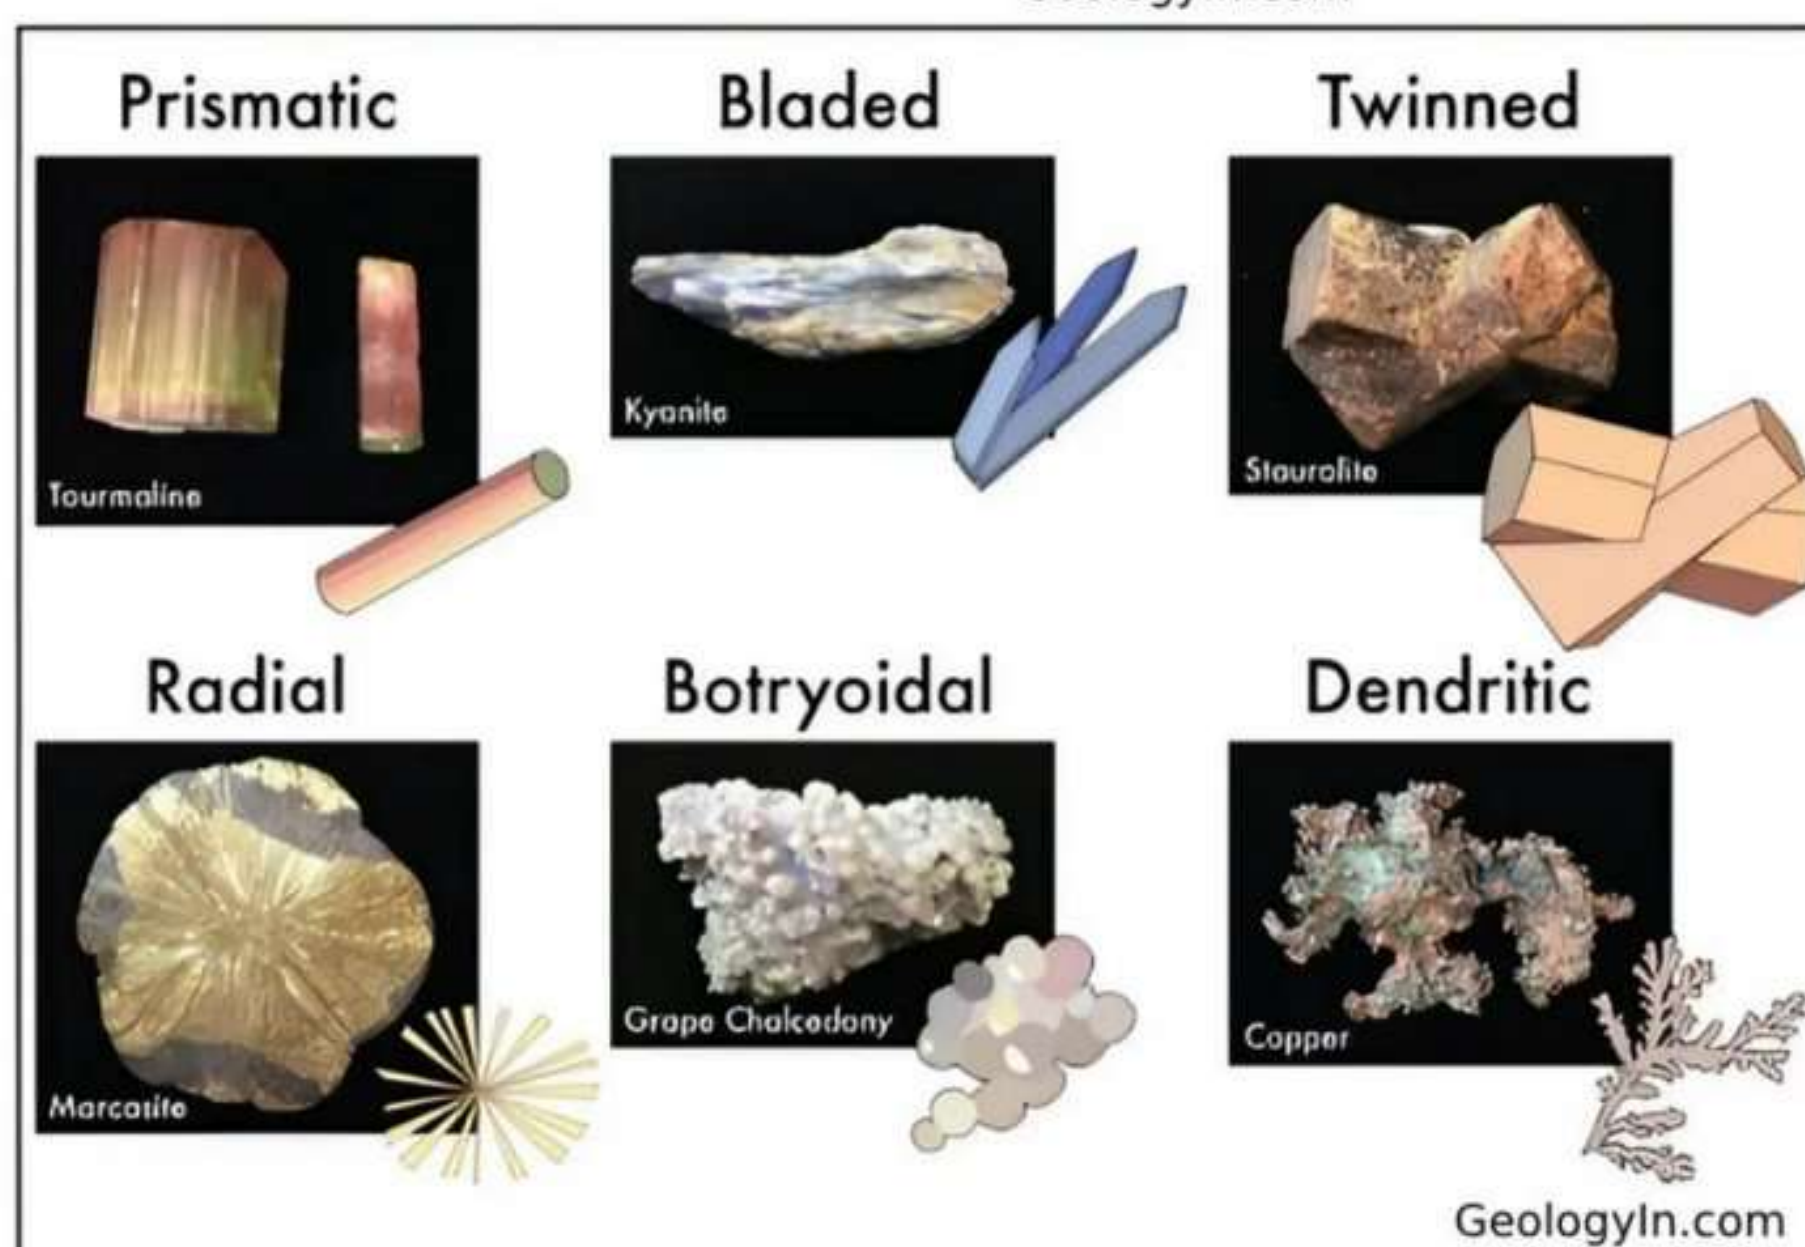 Prismatic
Bladed
Twinned
Tourmaline
Kyanite
Staurolite
Radial
Botryoidal
Dendritic
Marcasite
Grape Chalcedony
Copper
GeologyIn.com